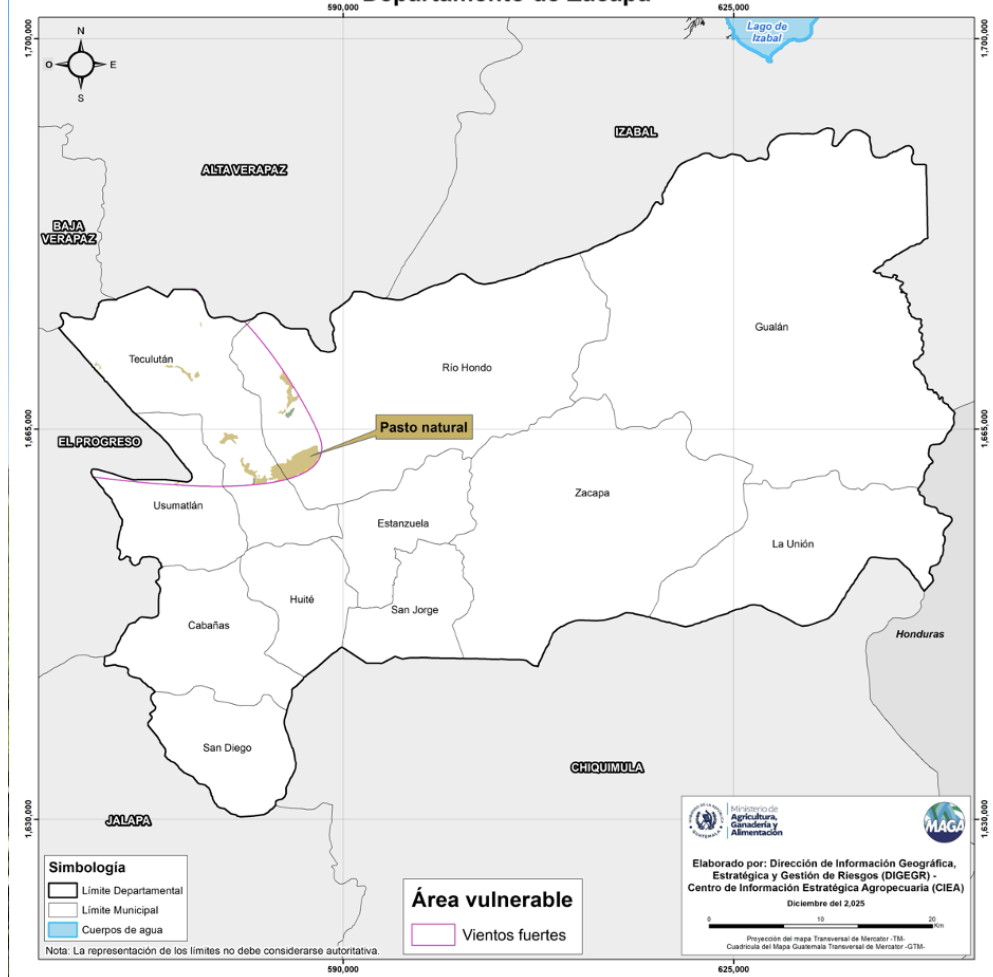 Departamento de Zacapa
590,000
625,000
1,700,000
1,700,000
N
O
E
S
Lago de
Izabal
IZABAL
ALTA VERAPAZ
BAJA
VERAPAZ
Gualán
Teculután
Río Hondo
1,665,000
1,665,000
Pasto natural
EL PROGRESO
Zacapa
Usumatlán
Estanzuela
La Unión
Huité
San Jorge
Cabañas
Honduras
San Diego
CHIQUIMULA
JALAPA
1,630,000
1,630,000
Simbología
Límite Departamental
Límite Municipal
Cuerpos de agua
Nota: La representación de los límites no debe considerarse autoritativa.
Área vulnerable
Vientos fuertes
Ministerio de
Agricultura,
Ganadería y
Alimentación
MAGA
Elaborado por: Dirección de Información Geográfica,
Estratégica y Gestión de Riesgos (DIGEGR) -
Centro de Información Estratégica Agropecuaria (CIEA)
Diciembre del 2,025
0 10 20
Km
Proyección del mapa Transversal de Mercator -TM-
Cuadrícula del Mapa Guatemala Transversal de Mercator -GTM-
590,000
625,000